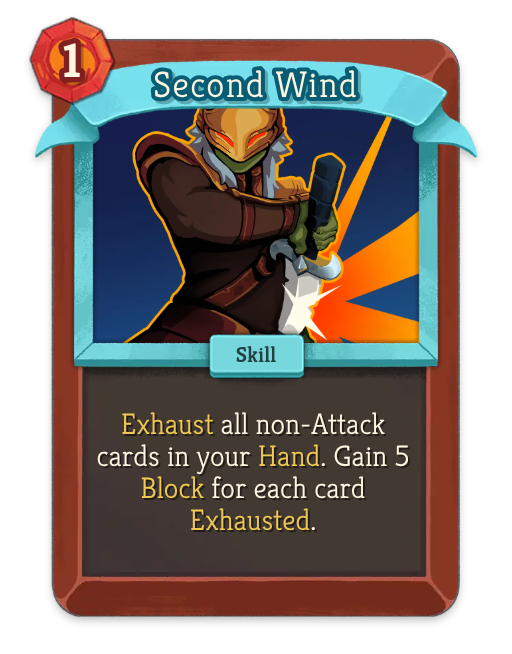 1
Second Wind
Skill
Exhaust all non-Attack
cards in your Hand. Gain 5
Block for each card
Exhausted.